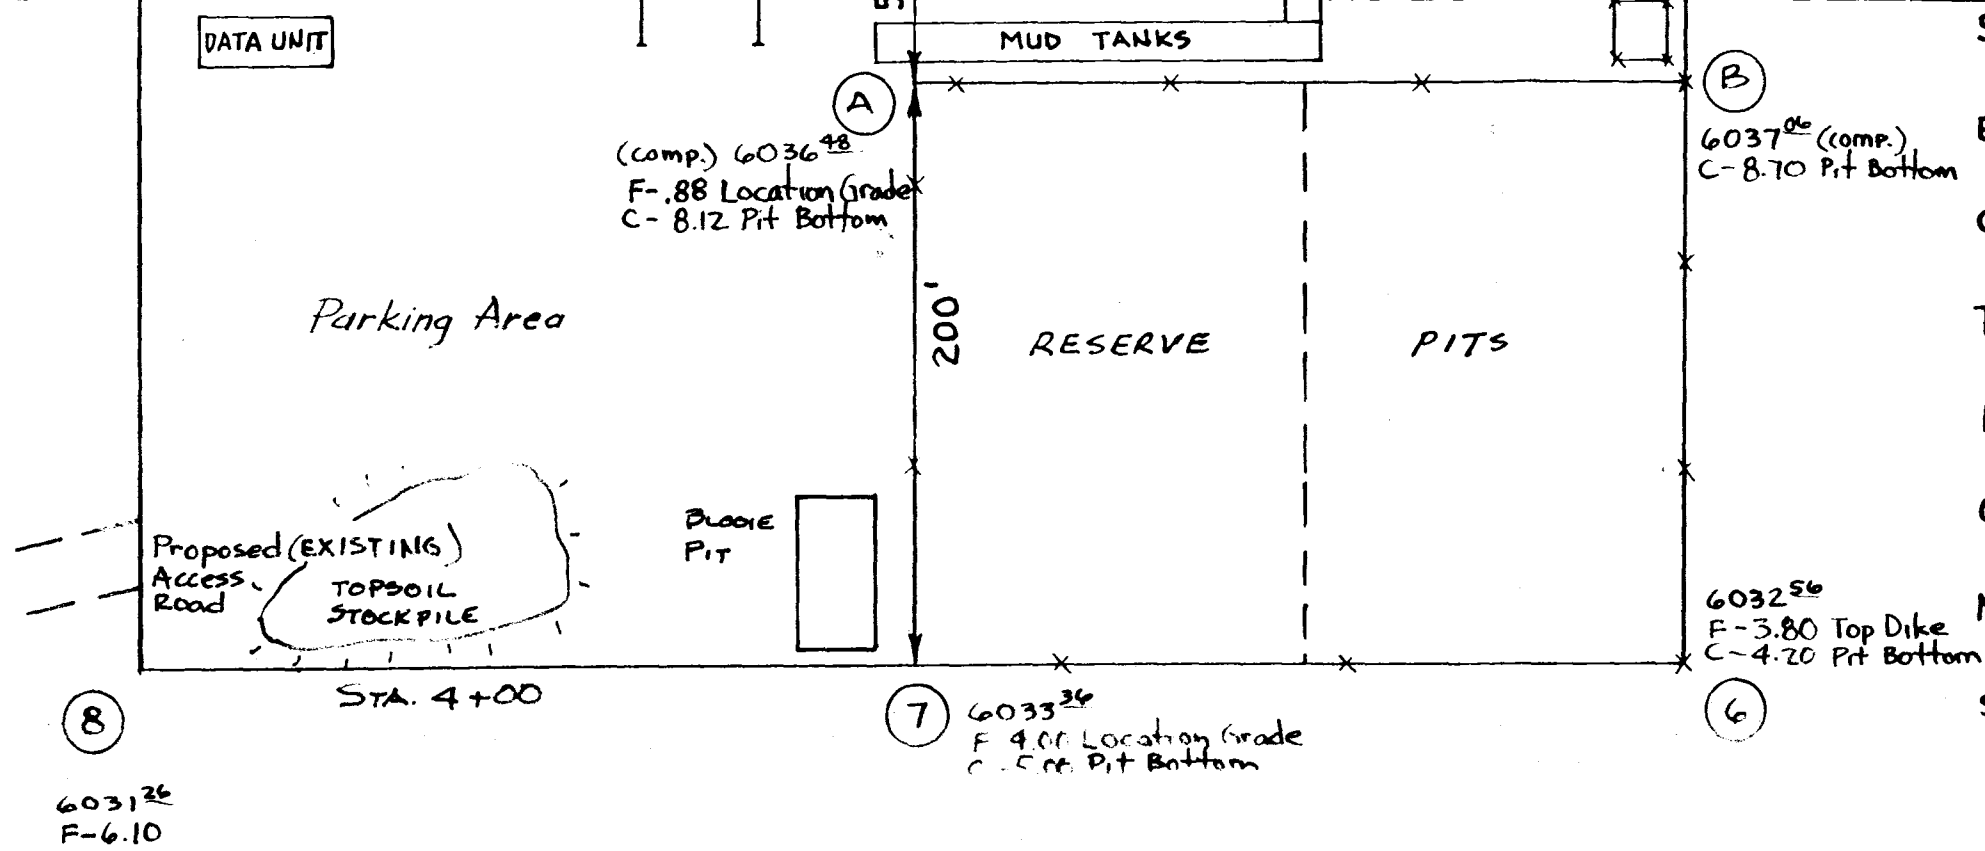 DATA UNIT
MUD TANKS
A
B
(comp.) 6036 48
F-.88 Location Grade
C-8.12 Pit Bottom
6037 06 (comp.)
C-8.70 Pit Bottom
200'
Parking Area
RESERVE PITS
BLOOIE
PIT
Proposed (EXISTING)
Access
Road
TOPSOIL
STOCKPILE
6032 56
F-3.80 Top Dike
C-4.20 Pit Bottom
STA. 4+00
8
7
6
6033 36
Location Grade
Pit Bottom
6031 26
F-6.10